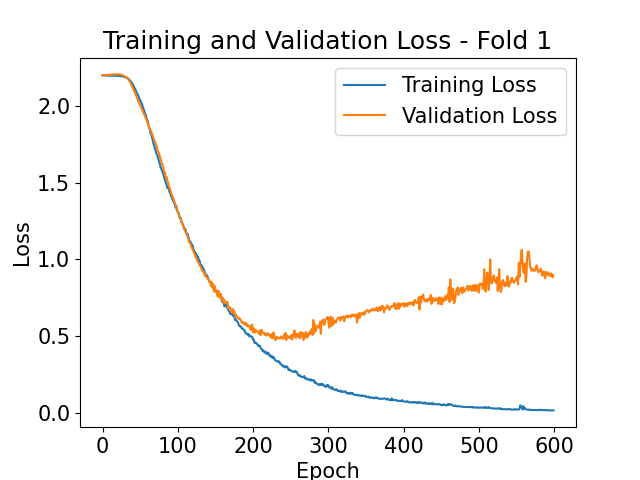 Training and Validation Loss - Fold 1
Training Loss
Validation Loss
Loss
2.0
1.5
1.0
0.5
0.0
0 100 200 300 400 500 600
Epoch